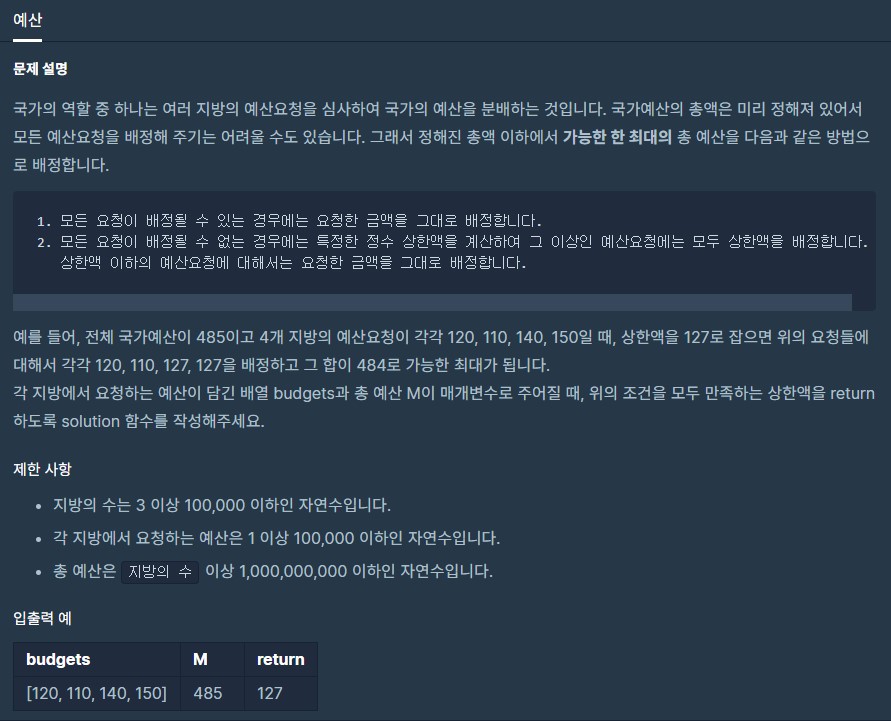 예산
문제 설명
국가의 역할 중 하나는 여러 지방의 예산요청을 심사하여 국가의 예산을 분배하는 것입니다. 국가예산의 총액은 미리 정해져 있어서
모든 예산요청을 배정해 주기는 어려울 수도 있습니다. 그래서 정해진 총액 이하에서 가능한 한 최대의 총 예산을 다음과 같은 방법으
로 배정합니다.
1. 모든 요청이 배정될 수 있는 경우에는 요청한 금액을 그대로 배정합니다.
2. 모든 요청이 배정될 수 없는 경우에는 특정한 정수 상한액을 계산하여 그 이상인 예산요청에는 모두 상한액을 배정합니다.
상한액 이하의 예산요청에 대해서는 요청한 금액을 그대로 배정합니다.
예를 들어, 전체 국가예산이 485이고 4개 지방의 예산요청이 각각 120, 110, 140, 150일 때, 상한액을 127로 잡으면 위의 요청들에
대해서 각각 120, 110, 127, 127을 배정하고 그 합이 484로 가능한 최대가 됩니다.
각 지방에서 요청하는 예산이 담긴 배열 budgets과 총 예산 M이 매개변수로 주어질 때, 위의 조건을 모두 만족하는 상한액을 return
하도록 solution 함수를 작성해주세요.
제한 사항
• 지방의 수는 3 이상 100,000 이하인 자연수입니다.
• 각 지방에서 요청하는 예산은 1 이상 100,000 이하인 자연수입니다.
• 총 예산은 지방의 수 이상 1,000,000,000 이하인 자연수입니다.
입출력 예
budgets M return
[120, 110, 140, 150] 485 127